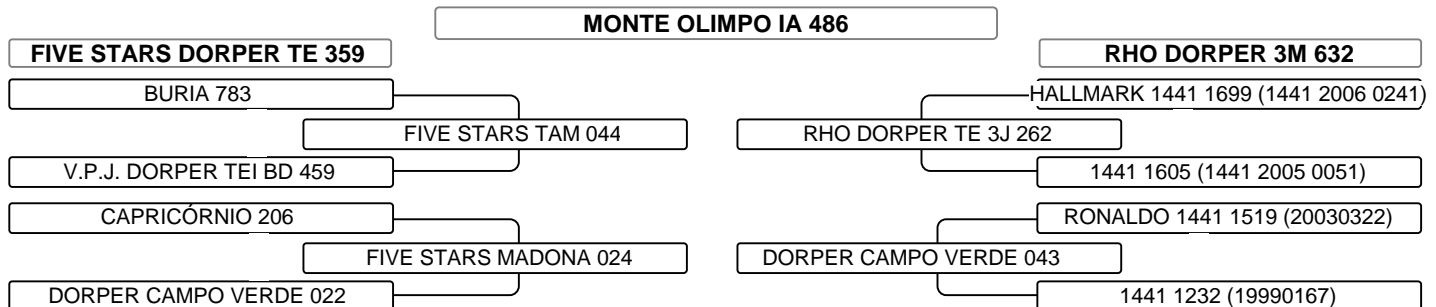 MONTE OLIMPO IA 486
FIVE STARS DORPER TE 359
RHO DORPER 3M 632
BURIA 783
HALLMARK 1441 1699 (1441 2006 0241)
FIVE STARS TAM 044
RHO DORPER TE 3J 262
V.P.J. DORPER TEI BD 459
1441 1605 (1441 2005 0051)
CAPRICÓRNIO 206
RONALDO 1441 1519 (20030322)
FIVE STARS MADONA 024
DORPER CAMPO VERDE 043
DORPER CAMPO VERDE 022
1441 1232 (19990167)